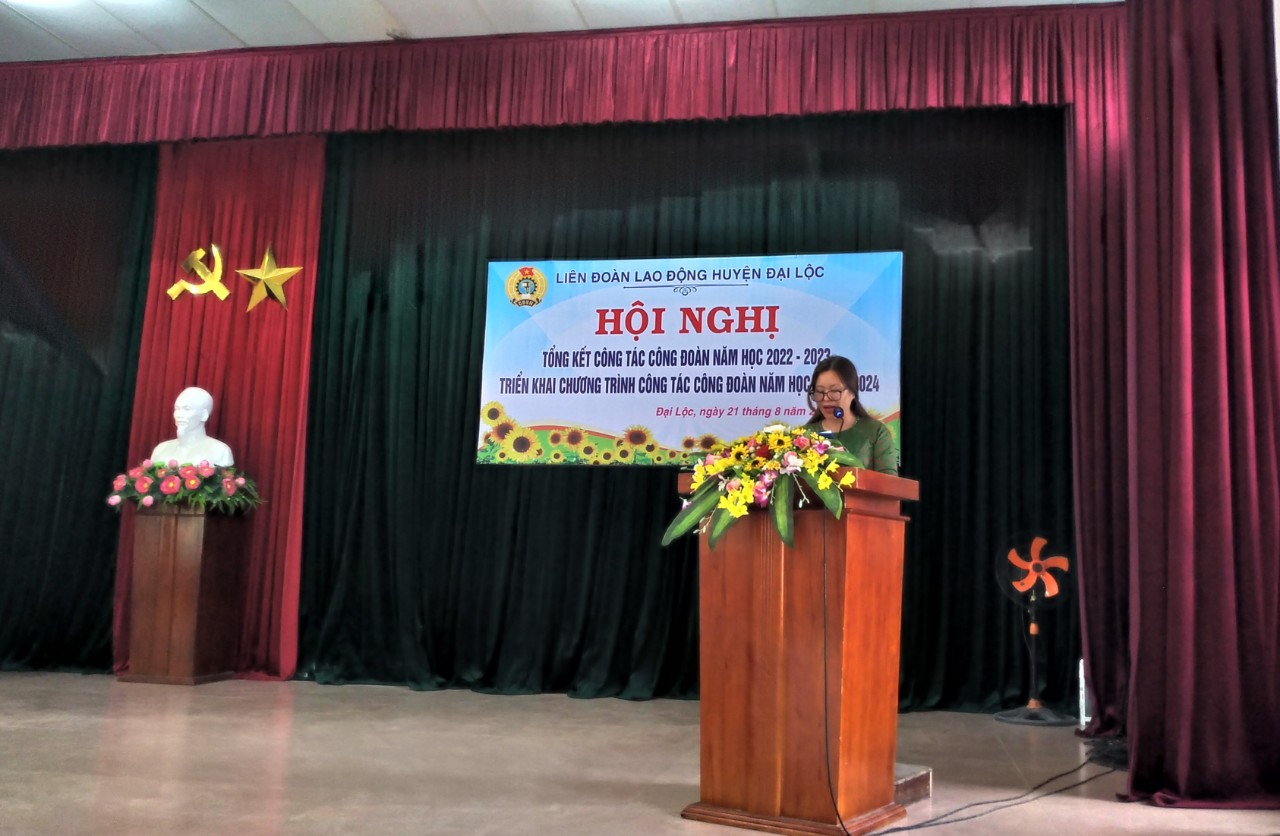 LIÊN ĐOÀN LAO ĐỘNG HUYỆN ĐẠI LỘC
HỘI NGHỊ
TỔNG KẾT CÔNG TÁC CÔNG ĐOÀN NĂM HỌC 2022 - 2023
TRIỂN KHAI CHƯƠNG TRÌNH CÔNG TÁC CÔNG ĐOÀN NĂM HỌC 2024
Đại Lộc, ngày 21 tháng 8 năm